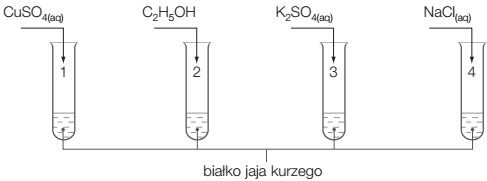 CuSO₄₍aq₎ C₂H₅OH K₂SO₄₍aq₎ NaCl₍aq₎
1 2 3 4
białko jaja kurzego